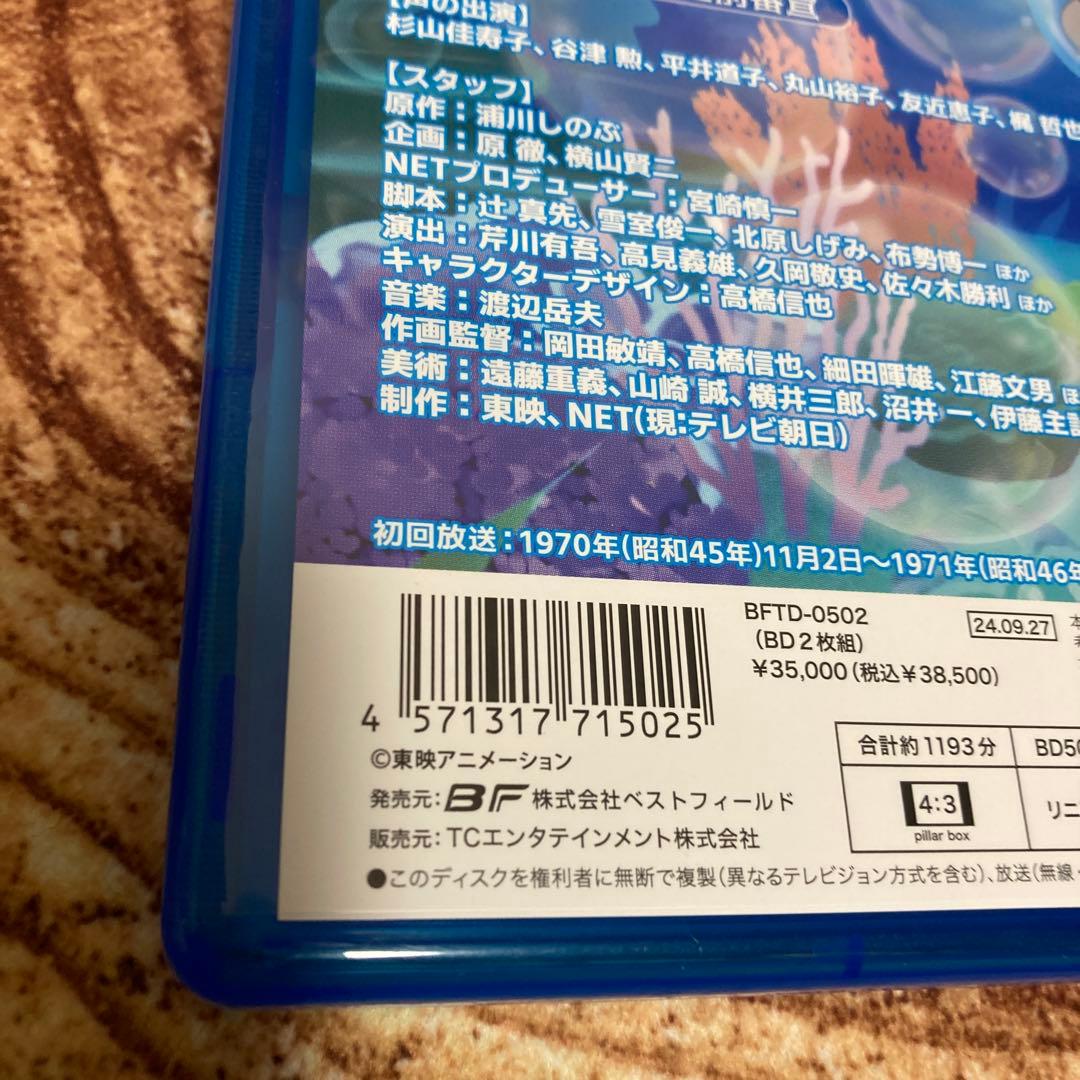 【声の出演】
杉山佳寿子、谷津 勲、平井道子、丸山裕子、友近恵子、梶 哲也
【スタッフ】
原作：浦川しのぶ
企画：原 徹、横山賢二
NETプロデューサー：宮崎慎一
脚本：辻 真先、雪室俊一、北原しげみ、布勢博一 ほか
演出：芹川有吾、高見義雄、久岡敬史、佐々木勝利 ほか
キャラクターデザイン：高橋信也
音楽：渡辺岳夫
作画監督：岡田敏靖、高橋信也、細田暉雄、江藤文男 ほ
美術：遠藤重義、山崎 誠、横井三郎、沼井 一、伊藤主計
制作：東映、NET(現：テレビ朝日)
初回放送：1970年(昭和45年)11月2日〜1971年(昭和46年
BFTD-0502
24.09.27
(BD2枚組)
¥35,000(税込¥38,500)
4 571317 715025
©東映アニメーション
合計約1193分
BD50
発売元：BF 株式会社ベストフィールド
4:3
リニ
pillar box
販売元：TCエンタテインメント株式会社
●このディスクを権利者に無断で複製(異なるテレビジョン方式を含む)、放送(無線